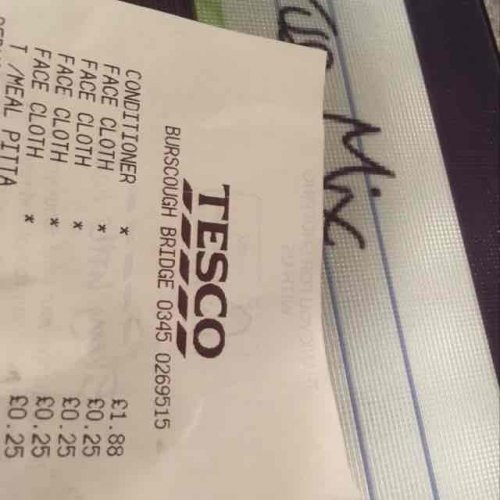 TESCO
BURSCOUGH BRIDGE 0345 0269515
CONDITIONER * £1.88
FACE CLOTH * £0.25
FACE CLOTH * £0.25
FACE CLOTH * £0.25
FACE CLOTH * £0.25
T /MEAL PITTA
Mix